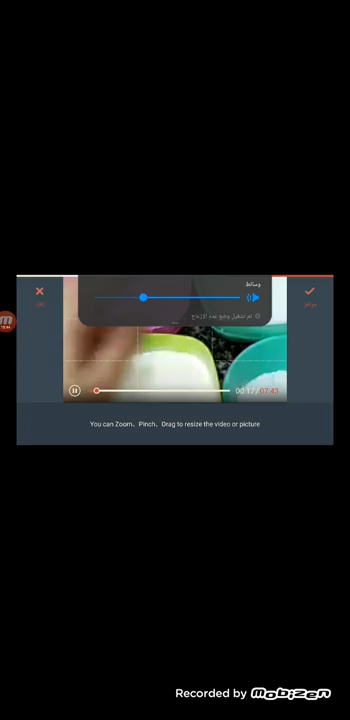 وسائط
تم تشغيل وضع عدم الإزعاج
موافق
00:17/07:43
You can Zoom、Pinch、Drag to resize the video or picture
Recorded by mobizen